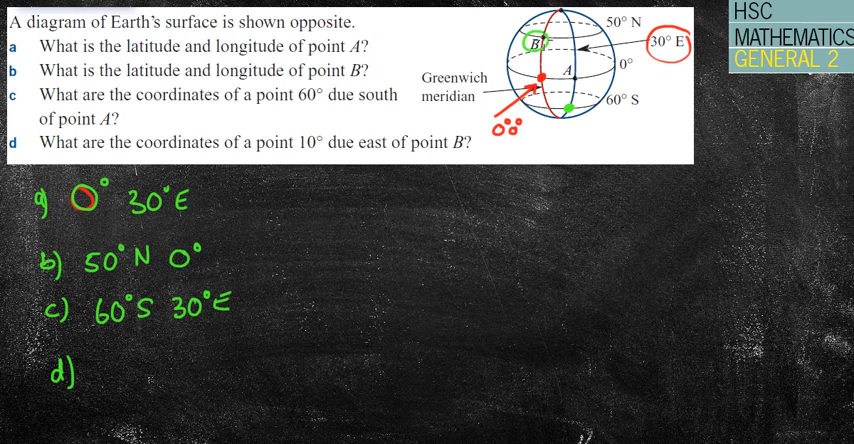 A diagram of Earth's surface is shown opposite.
a What is the latitude and longitude of point A?
b What is the latitude and longitude of point B?
c What are the coordinates of a point 60° due south
of point A?
d What are the coordinates of a point 10° due east of point B?
50° N
B
30° E
A
0°
Greenwich
meridian
60° S
0°
HSC
MATHEMATICS
GENERAL 2
a) 0° 30°E
b) 50°N 0°
c) 60°S 30°E
d)